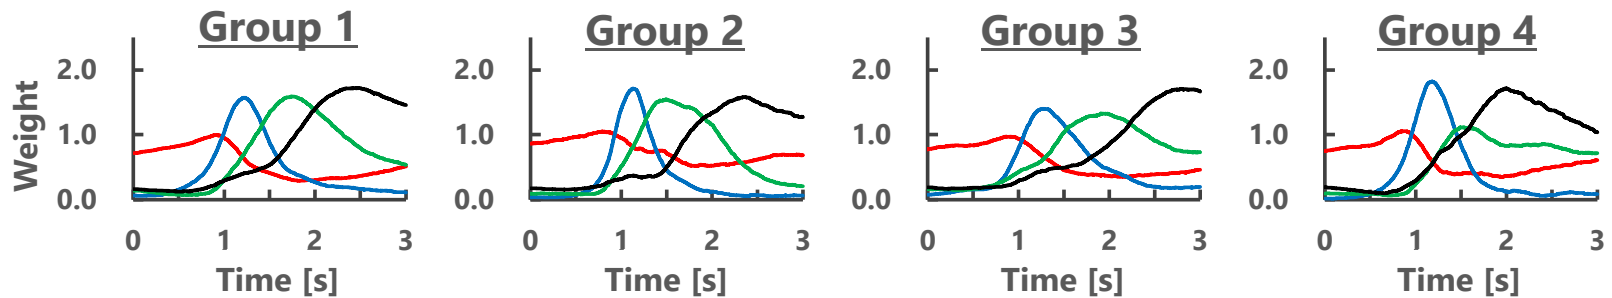 Group 1 Group 2 Group 3 Group 4
Weight
2.0 2.0 2.0 2.0
1.0 1.0 1.0 1.0
0.0 0.0 0.0 0.0
0 1 2 3 0 1 2 3 0 1 2 3 0 1 2 3
Time [s] Time [s] Time [s] Time [s]